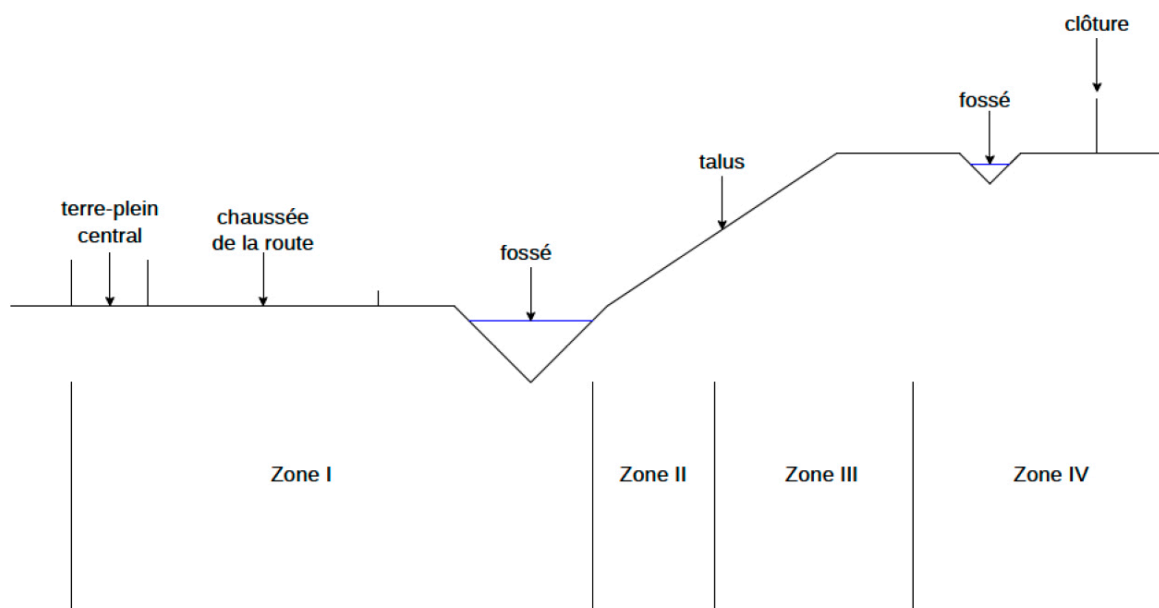 clôture
fossé
talus
terre-plein
central
chaussée
de la route
fossé
Zone I
Zone II
Zone III
Zone IV